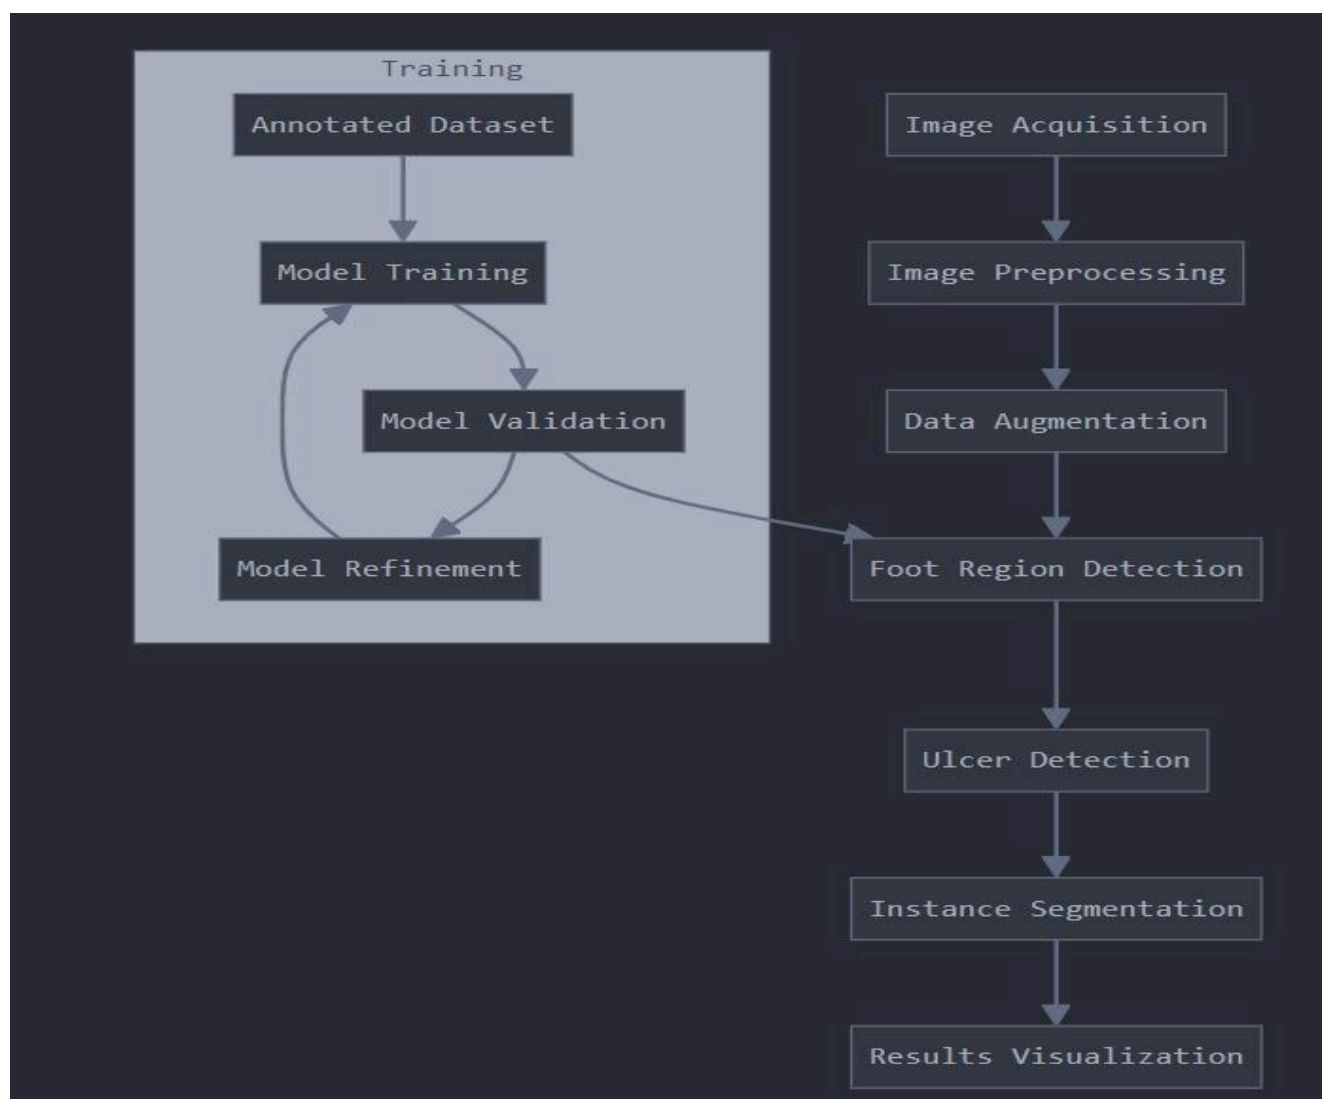 Training
Annotated Dataset
Model Training
Model Validation
Model Refinement
Image Acquisition
Image Preprocessing
Data Augmentation
Foot Region Detection
Ulcer Detection
Instance Segmentation
Results Visualization